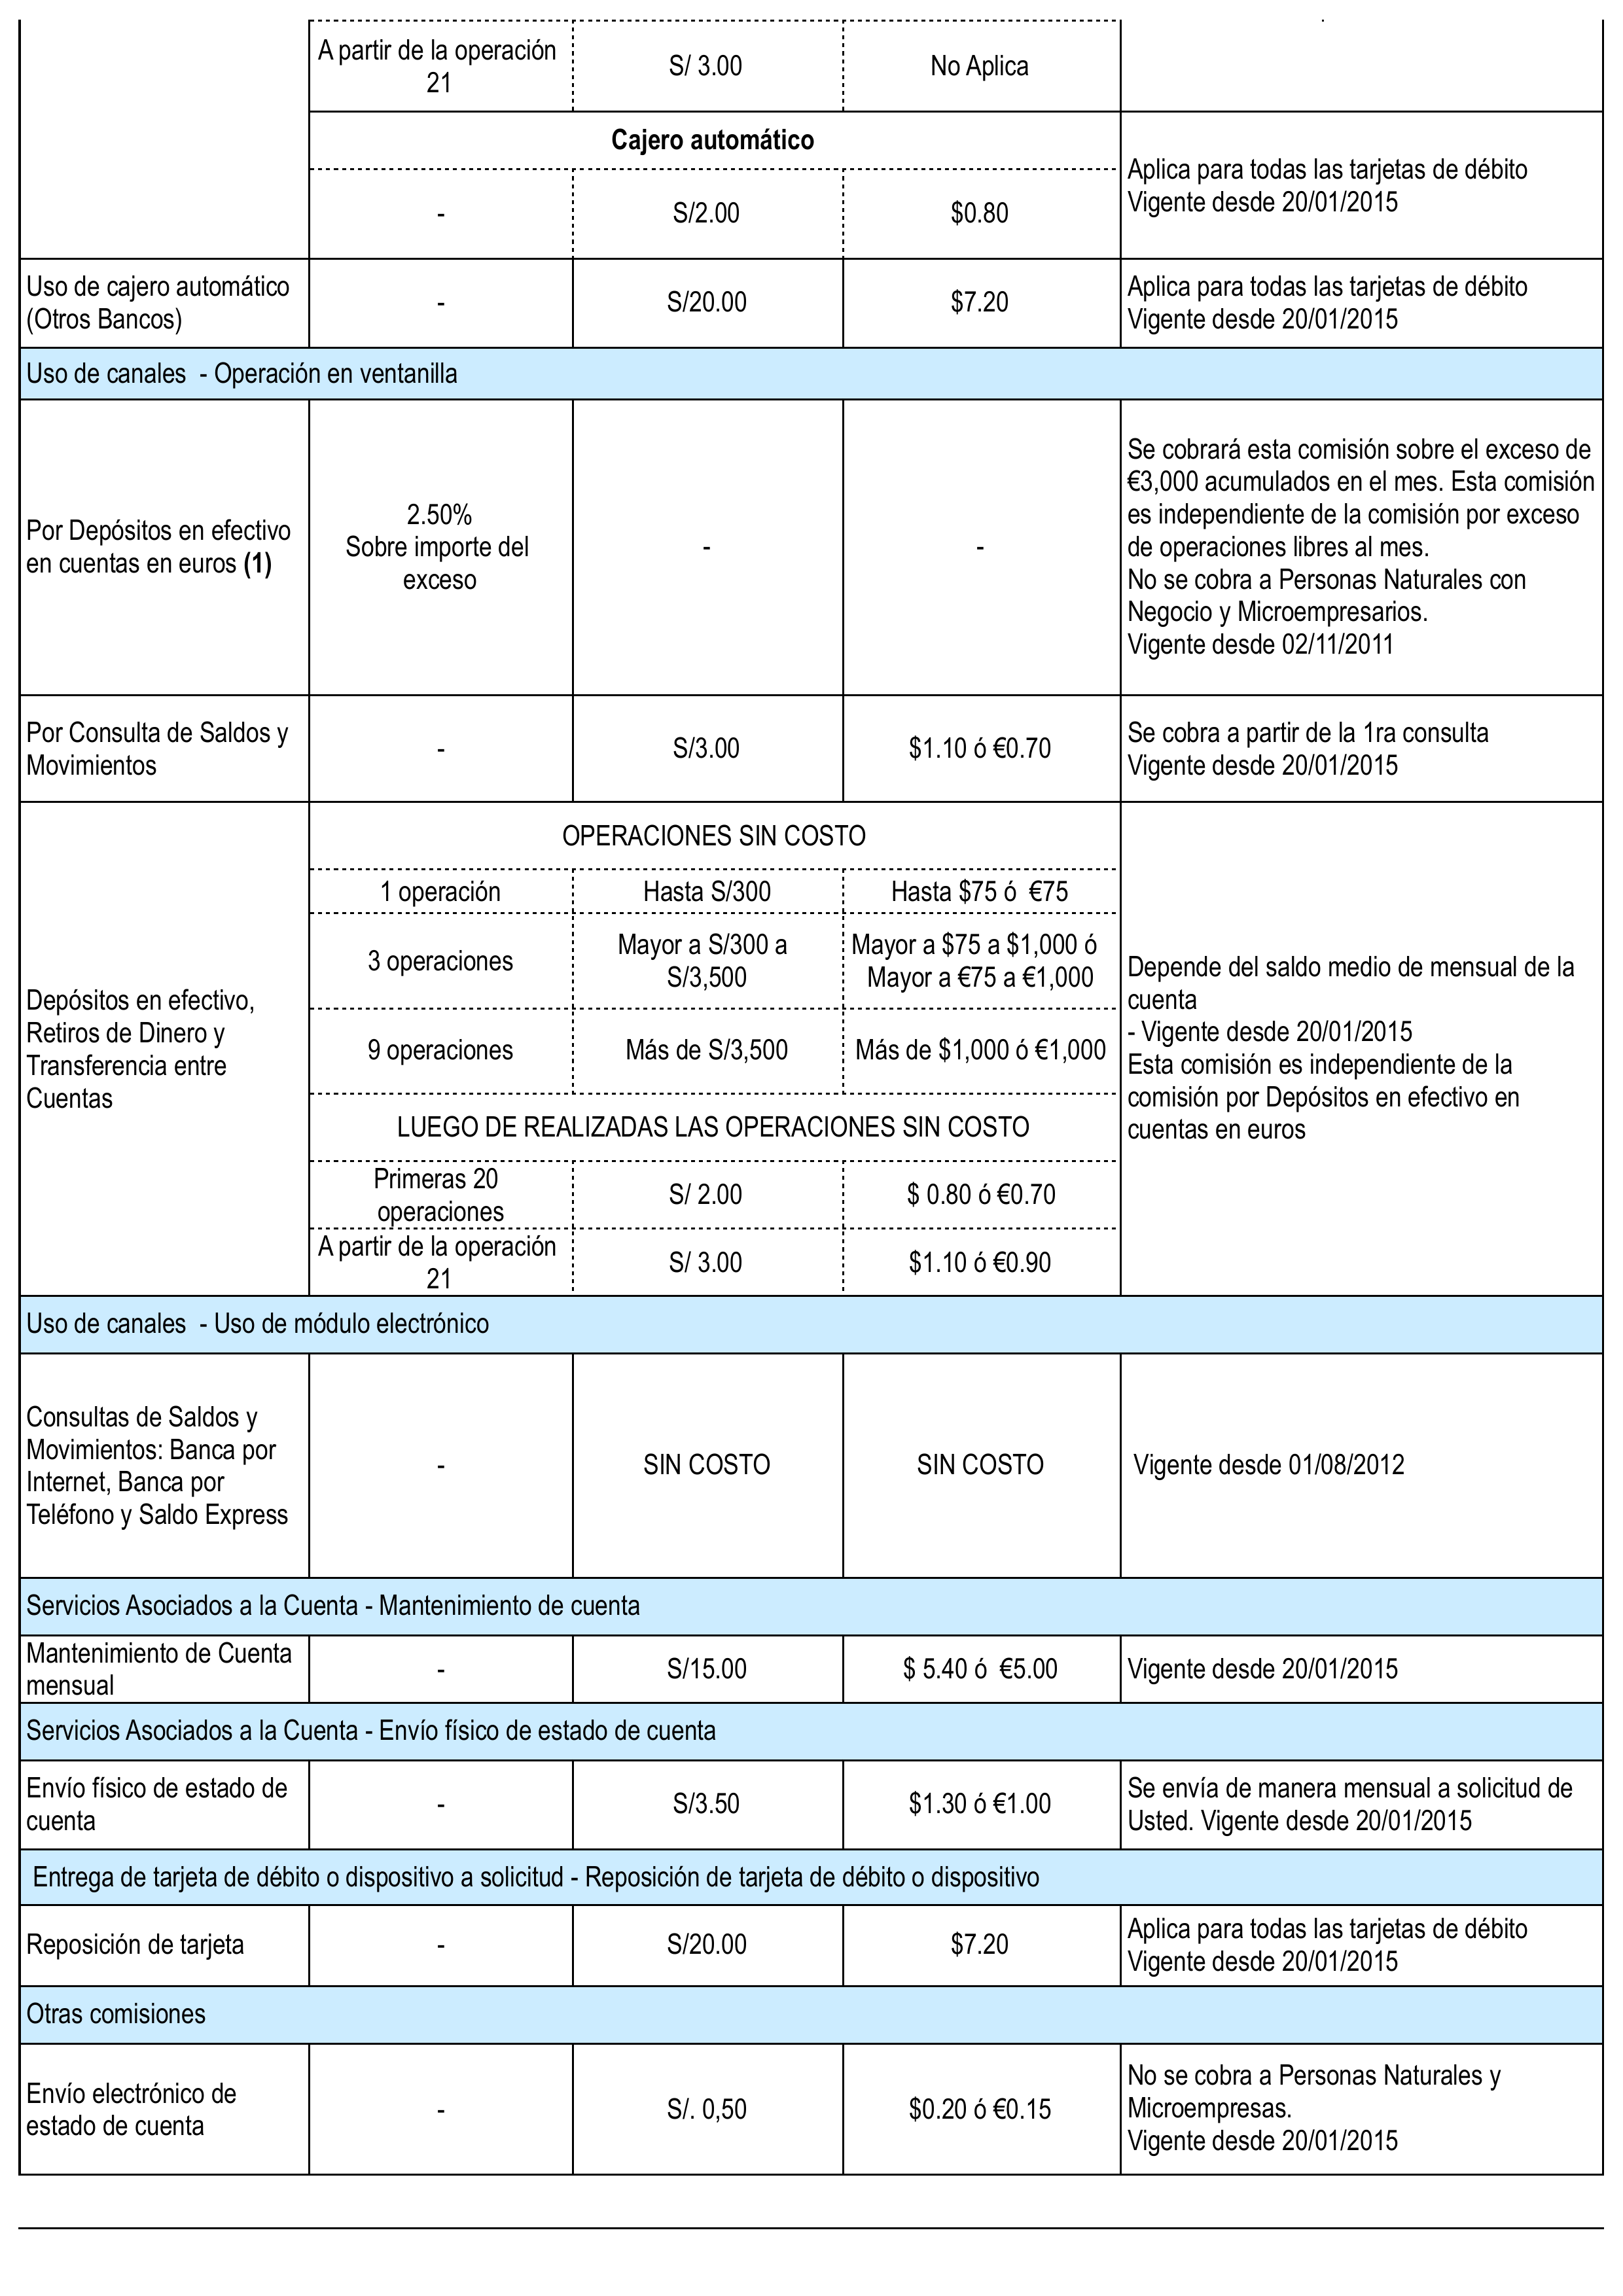 A partir de la operación
21
S/ 3.00
No Aplica
Cajero automático
-
S/2.00
$0.80
Aplica para todas las tarjetas de débito
Vigente desde 20/01/2015
Uso de cajero automático
(Otros Bancos)
-
S/20.00
$7.20
Aplica para todas las tarjetas de débito
Vigente desde 20/01/2015
Uso de canales - Operación en ventanilla
Por Depósitos en efectivo
en cuentas en euros (1)
2.50%
Sobre importe del
exceso
-
-
Se cobrará esta comisión sobre el exceso de
€3,000 acumulados en el mes. Esta comisión
es independiente de la comisión por exceso
de operaciones libres al mes.
No se cobra a Personas Naturales con
Negocio y Microempresarios.
Vigente desde 02/11/2011
Por Consulta de Saldos y
Movimientos
-
S/3.00
$1.10 ó €0.70
Se cobra a partir de la 1ra consulta
Vigente desde 20/01/2015
Depósitos en efectivo,
Retiros de Dinero y
Transferencia entre
Cuentas
OPERACIONES SIN COSTO
1 operación
Hasta S/300
Hasta $75 ó €75
3 operaciones
Mayor a S/300 a
S/3,500
Mayor a $75 a $1,000 ó
Mayor a €75 a €1,000
9 operaciones
Más de S/3,500
Más de $1,000 ó €1,000
LUEGO DE REALIZADAS LAS OPERACIONES SIN COSTO
Primeras 20
operaciones
S/ 2.00
$ 0.80 ó €0.70
A partir de la operación
21
S/ 3.00
$1.10 ó €0.90
Depende del saldo medio de mensual de la
cuenta
- Vigente desde 20/01/2015
Esta comisión es independiente de la
comisión por Depósitos en efectivo en
cuentas en euros
Uso de canales - Uso de módulo electrónico
Consultas de Saldos y
Movimientos: Banca por
Internet, Banca por
Teléfono y Saldo Express
-
SIN COSTO
SIN COSTO
Vigente desde 01/08/2012
Servicios Asociados a la Cuenta - Mantenimiento de cuenta
Mantenimiento de Cuenta
mensual
-
S/15.00
$ 5.40 ó €5.00
Vigente desde 20/01/2015
Servicios Asociados a la Cuenta - Envío físico de estado de cuenta
Envío físico de estado de
cuenta
-
S/3.50
$1.30 ó €1.00
Se envía de manera mensual a solicitud de
Usted. Vigente desde 20/01/2015
Entrega de tarjeta de débito o dispositivo a solicitud - Reposición de tarjeta de débito o dispositivo
Reposición de tarjeta
-
S/20.00
$7.20
Aplica para todas las tarjetas de débito
Vigente desde 20/01/2015
Otras comisiones
Envío electrónico de
estado de cuenta
-
S/. 0,50
$0.20 ó €0.15
No se cobra a Personas Naturales y
Microempresas.
Vigente desde 20/01/2015